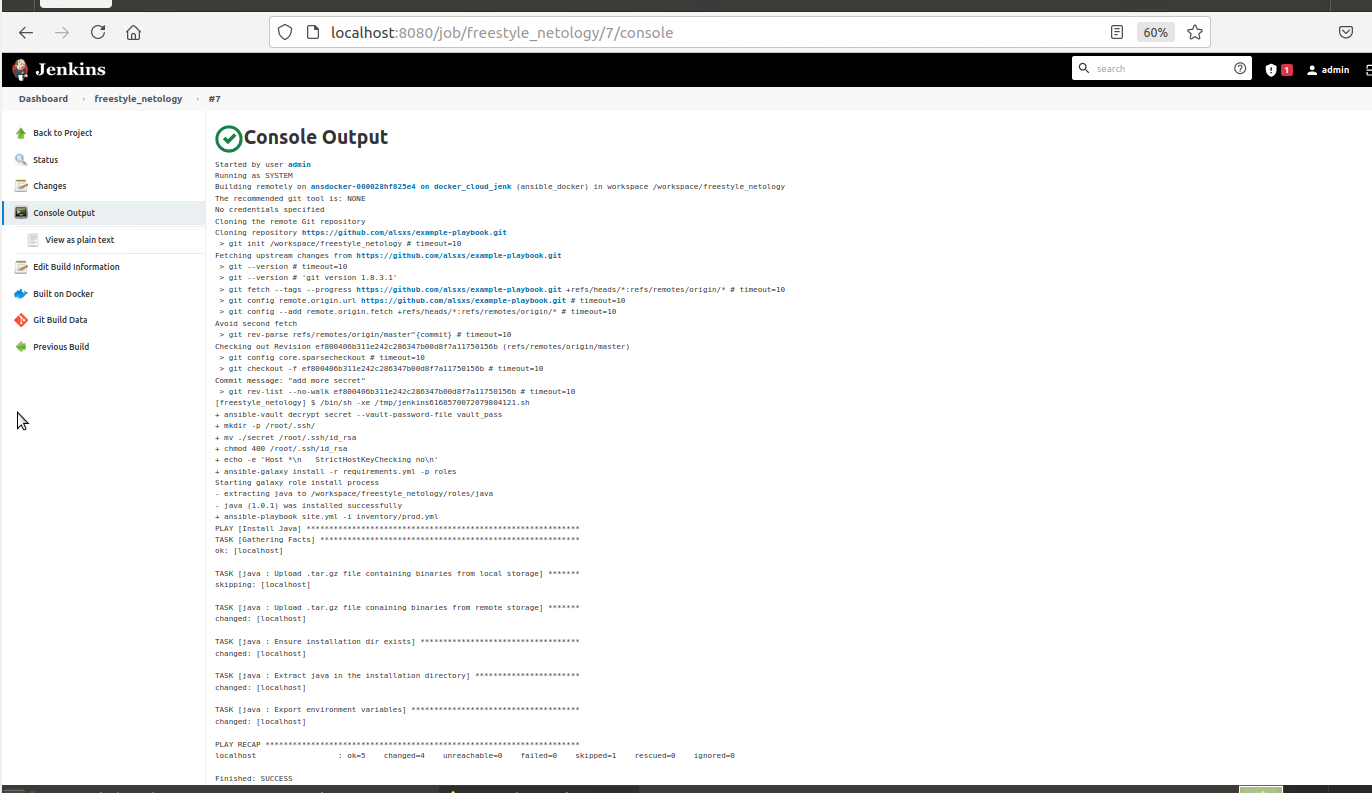 localhost:8080/job/freestyle_netology/7/console
60%
Jenkins
search
1
admin
Dashboard
freestyle_netology
#7
Back to Project
Status
Changes
Console Output
View as plain text
Edit Build Information
Built on Docker
Git Build Data
Previous Build
Console Output
Started by user admin
Running as SYSTEM
Building remotely on ansdocker-000028hf825e4 on docker_cloud_jenk (ansible_docker) in workspace /workspace/freestyle_netology
The recommended git tool is: NONE
No credentials specified
Cloning the remote Git repository
Cloning repository https://github.com/alsxs/example-playbook.git
 > git init /workspace/freestyle_netology # timeout=10
Fetching upstream changes from https://github.com/alsxs/example-playbook.git
 > git --version # timeout=10
 > git --version # 'git version 1.8.3.1'
 > git fetch --tags --progress https://github.com/alsxs/example-playbook.git +refs/heads/*:refs/remotes/origin/* # timeout=10
 > git config remote.origin.url https://github.com/alsxs/example-playbook.git # timeout=10
 > git config --add remote.origin.fetch +refs/heads/*:refs/remotes/origin/* # timeout=10
Avoid second fetch
 > git rev-parse refs/remotes/origin/master^{commit} # timeout=10
Checking out Revision ef800406b311e242c286347b00d8f7a11750156b (refs/remotes/origin/master)
 > git config core.sparsecheckout # timeout=10
 > git checkout -f ef800406b311e242c286347b00d8f7a11750156b # timeout=10
Commit message: "add more secret"
 > git rev-list --no-walk ef800406b311e242c286347b00d8f7a11750156b # timeout=10
[freestyle_netology] $ /bin/sh -xe /tmp/jenkins6168570072079804121.sh
+ ansible-vault decrypt secret --vault-password-file vault_pass
+ mkdir -p /root/.ssh/
+ mv ./secret /root/.ssh/id_rsa
+ chmod 400 /root/.ssh/id_rsa
+ echo -e 'Host *\n   StrictHostKeyChecking no\n'
+ ansible-galaxy install -r requirements.yml -p roles
Starting galaxy role install process
- extracting java to /workspace/freestyle_netology/roles/java
- java (1.0.1) was installed successfully
+ ansible-playbook site.yml -i inventory/prod.yml
PLAY [Install Java] ************************************************************
TASK [Gathering Facts] *********************************************************
ok: [localhost]
TASK [java : Upload .tar.gz file containing binaries from local storage] *******
skipping: [localhost]
TASK [java : Upload .tar.gz file conaining binaries from remote storage] *******
changed: [localhost]
TASK [java : Ensure installation dir exists] ***********************************
changed: [localhost]
TASK [java : Extract java in the installation directory] ***********************
changed: [localhost]
TASK [java : Export environment variables] *************************************
changed: [localhost]
PLAY RECAP *********************************************************************
localhost                  : ok=5    changed=4    unreachable=0    failed=0    skipped=1    rescued=0    ignored=0
Finished: SUCCESS